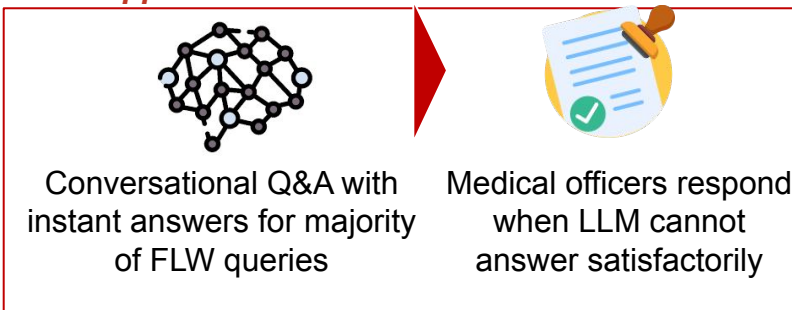 Conversational Q&A with
instant answers for majority
of FLW queries
Medical officers respond
when LLM cannot
answer satisfactorily